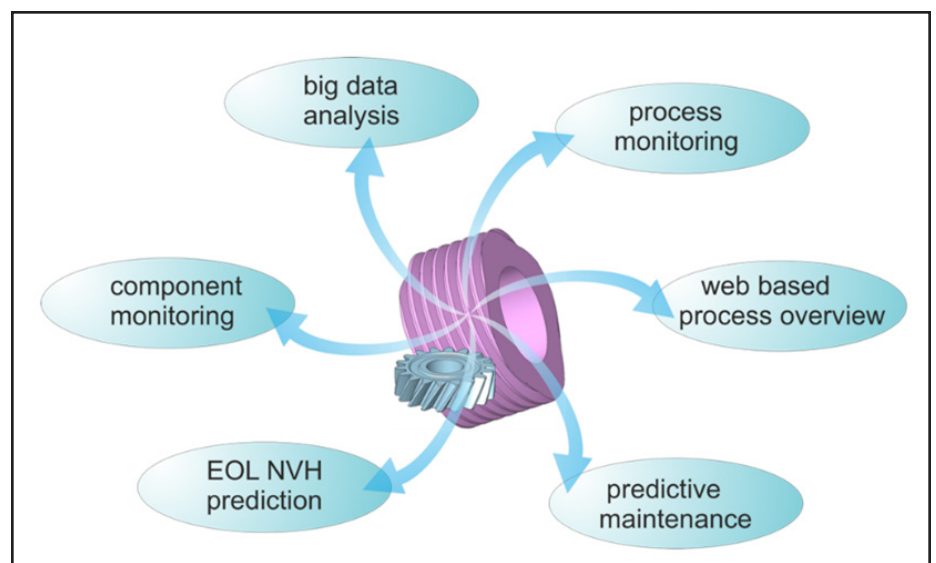 big data
analysis
process
monitoring
component
monitoring
web based
process overview
EOL NVH
prediction
predictive
maintenance